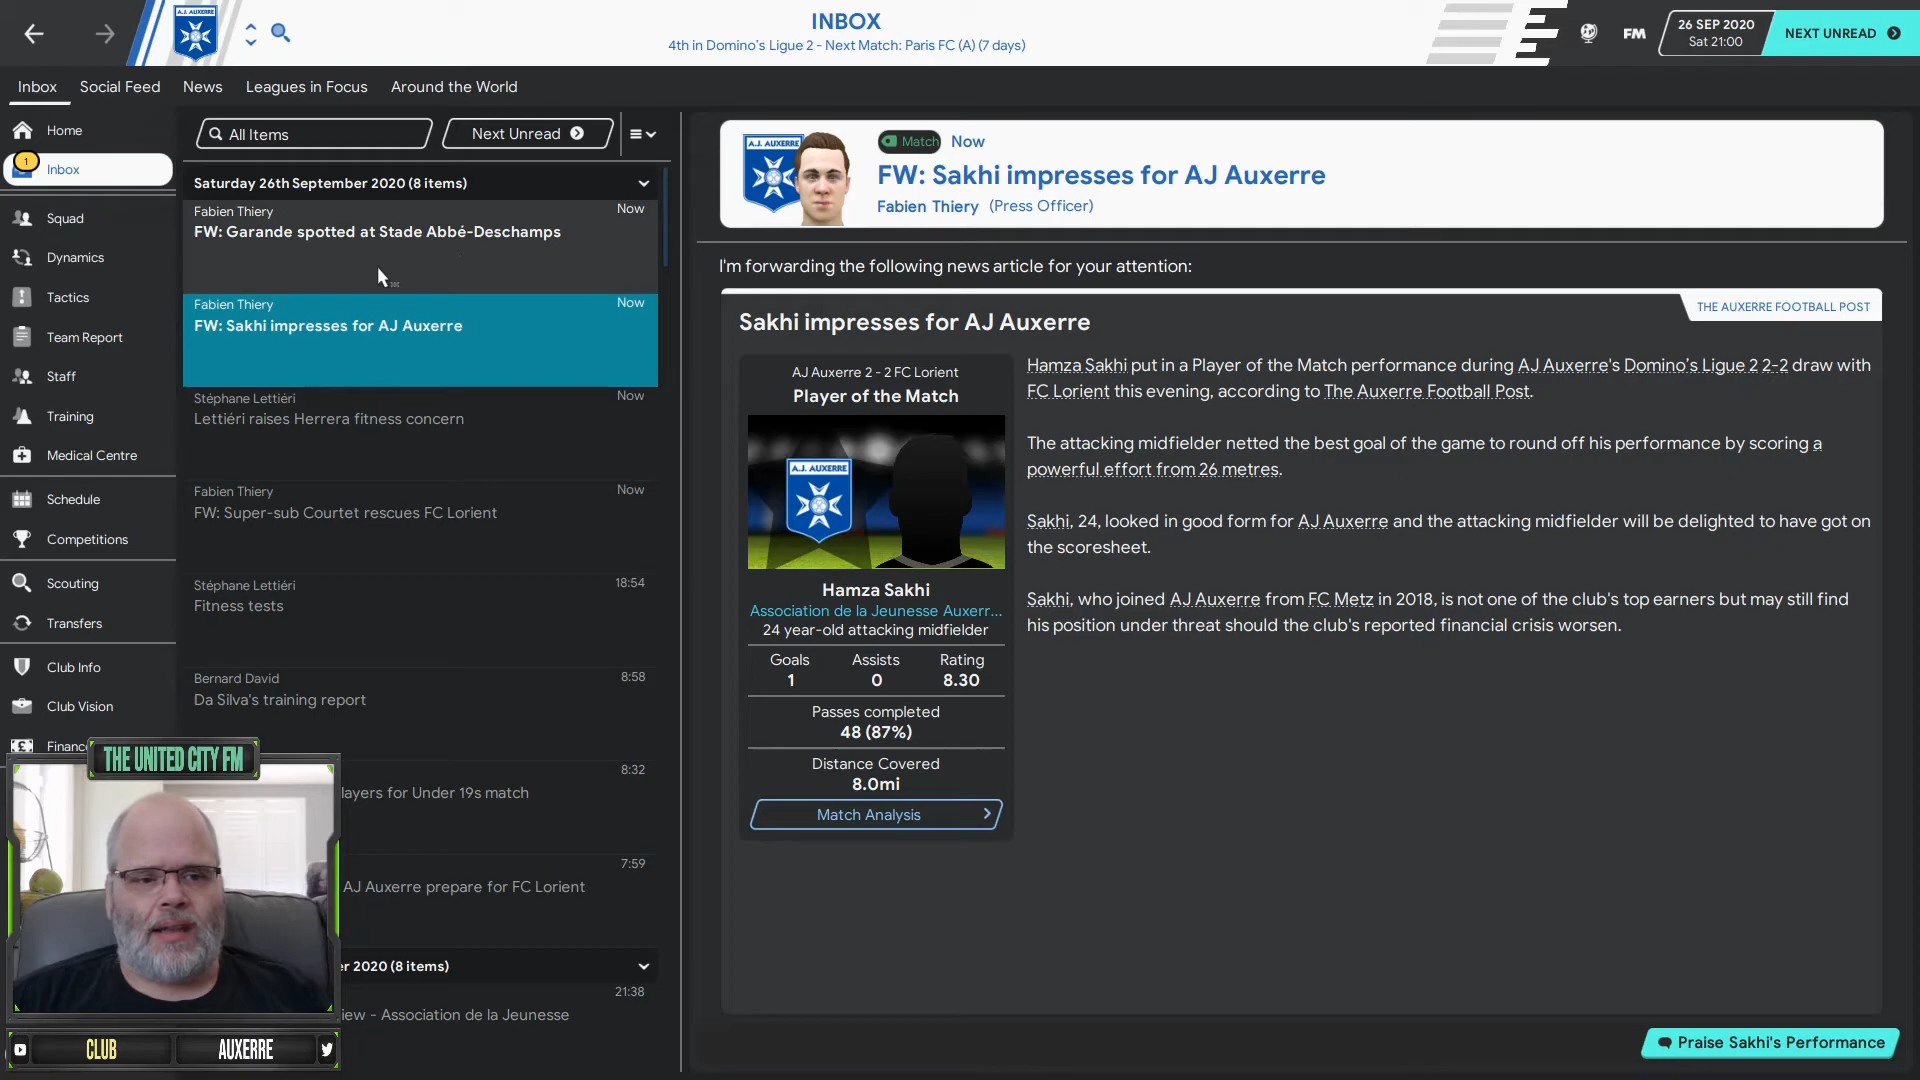 A.J. AUXERRE
INBOX
4th in Domino's Ligue 2 - Next Match: Paris FC (A) (7 days)
FM
26 SEP 2020
Sat 21:00
NEXT UNREAD
Inbox
Social Feed
News
Leagues in Focus
Around the World
Home
1
Inbox
Squad
Dynamics
Tactics
Team Report
Staff
Training
Medical Centre
Schedule
Competitions
Scouting
Transfers
Club Info
Club Vision
Financ
All Items
Next Unread
Saturday 26th September 2020 (8 items)
Fabien Thiery
Now
FW: Garande spotted at Stade Abbé-Deschamps
Fabien Thiery
Now
FW: Sakhi impresses for AJ Auxerre
Stéphane Lettiéri
Now
Lettiéri raises Herrera fitness concern
Fabien Thiery
Now
FW: Super-sub Courtet rescues FC Lorient
Stéphane Lettiéri
18:54
Fitness tests
Bernard David
8:58
Da Silva's training report
8:32
layers for Under 19s match
7:59
AJ Auxerre prepare for FC Lorient
er 2020 (8 items)
21:38
iew - Association de la Jeunesse
A.J. AUXERRE
Match
Now
FW: Sakhi impresses for AJ Auxerre
Fabien Thiery (Press Officer)
I'm forwarding the following news article for your attention:
THE AUXERRE FOOTBALL POST
Sakhi impresses for AJ Auxerre
AJ Auxerre 2 - 2 FC Lorient
Player of the Match
A.J. AUXERRE
Hamza Sakhi
Association de la Jeunesse Auxerr...
24 year-old attacking midfielder
Goals
Assists
Rating
1
0
8.30
Passes completed
48 (87%)
Distance Covered
8.0mi
Match Analysis
Hamza Sakhi put in a Player of the Match performance during AJ Auxerre's Domino's Ligue 2 2-2 draw with
FC Lorient this evening, according to The Auxerre Football Post.
The attacking midfielder netted the best goal of the game to round off his performance by scoring a
powerful effort from 26 metres.
Sakhi, 24, looked in good form for AJ Auxerre and the attacking midfielder will be delighted to have got on
the scoresheet.
Sakhi, who joined AJ Auxerre from FC Metz in 2018, is not one of the club's top earners but may still find
his position under threat should the club's reported financial crisis worsen.
Praise Sakhi's Performance
THE UNITED CITY FM
CLUB
AUXERRE